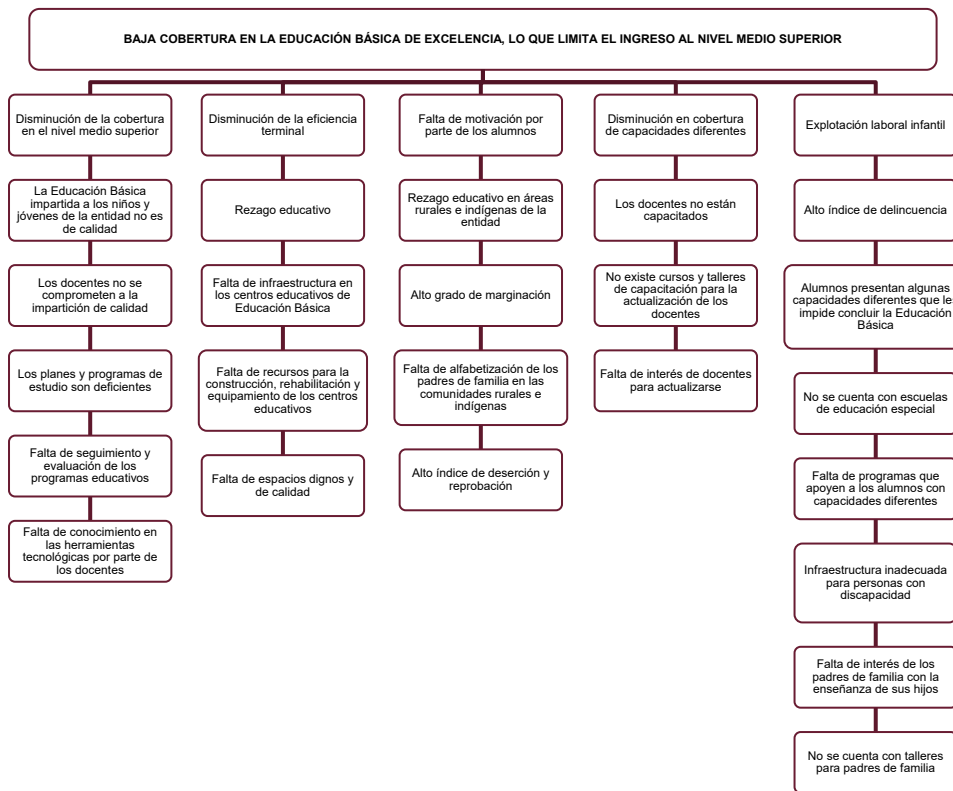 BAJA COBERTURA EN LA EDUCACIÓN BÁSICA DE EXCELENCIA, LO QUE LIMITA EL INGRESO AL NIVEL MEDIO SUPERIOR
Disminución de la cobertura
en el nivel medio superior
La Educación Básica
impartida a los niños y
jóvenes de la entidad no es
de calidad
Los docentes no se
comprometen a la
impartición de calidad
Los planes y programas de
estudio son deficientes
Falta de seguimiento y
evaluación de los
programas educativos
Falta de conocimiento en
las herramientas
tecnológicas por parte de
los docentes
Disminución de la eficiencia
terminal
Rezago educativo
Falta de infraestructura en
los centros educativos de
Educación Básica
Falta de recursos para la
construcción, rehabilitación y
equipamiento de los centros
educativos
Falta de espacios dignos y
de calidad
Falta de motivación por
parte de los alumnos
Rezago educativo en áreas
rurales e indígenas de la
entidad
Alto grado de marginación
Falta de alfabetización de los
padres de familia en las
comunidades rurales e
indígenas
Alto índice de deserción y
reprobación
Disminución en cobertura
de capacidades diferentes
Los docentes no están
capacitados
No existe cursos y talleres
de capacitación para la
actualización de los
docentes
Falta de interés de docentes
para actualizarse
Explotación laboral infantil
Alto índice de delincuencia
Alumnos presentan algunas
capacidades diferentes que les
impide concluir la Educación
Básica
No se cuenta con escuelas
de educación especial
Falta de programas que
apoyen a los alumnos con
capacidades diferentes
Infraestructura inadecuada
para personas con
discapacidad
Falta de interés de los
padres de familia con la
enseñanza de sus hijos
No se cuenta con talleres
para padres de familia